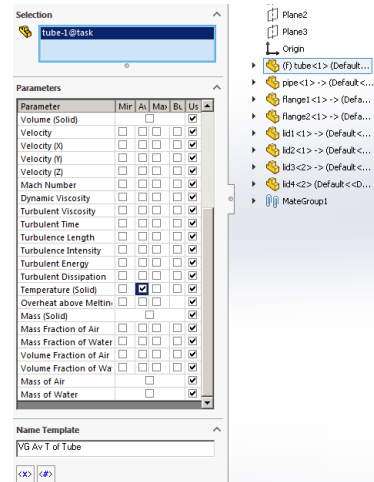 Selection
tube-1@task
Parameters
Parameter Mir Av Max Bu Us
Volume (Solid)
Velocity
Velocity (X)
Velocity (Y)
Velocity (Z)
Mach Number
Dynamic Viscosity
Turbulent Viscosity
Turbulent Time
Turbulence Length
Turbulence Intensity
Turbulent Energy
Turbulent Dissipation
Temperature (Solid)
Overheat above Meltin
Mass (Solid)
Mass Fraction of Air
Mass Fraction of Water
Volume Fraction of Air
Volume Fraction of Wa
Mass of Air
Mass of Water
Name Template
VG Av T of Tube
<X> <#>
Plane2
Plane3
Origin
(f) tube<1> (Default...
pipe<1> -> (Default<...
flange1<1> -> (Defa...
flange2<1> -> (Defa...
lid1<1> -> (Default<...
lid2<1> -> (Default<...
lid3<2> -> (Default<...
lid4<2> (Default<<D...
MateGroup1